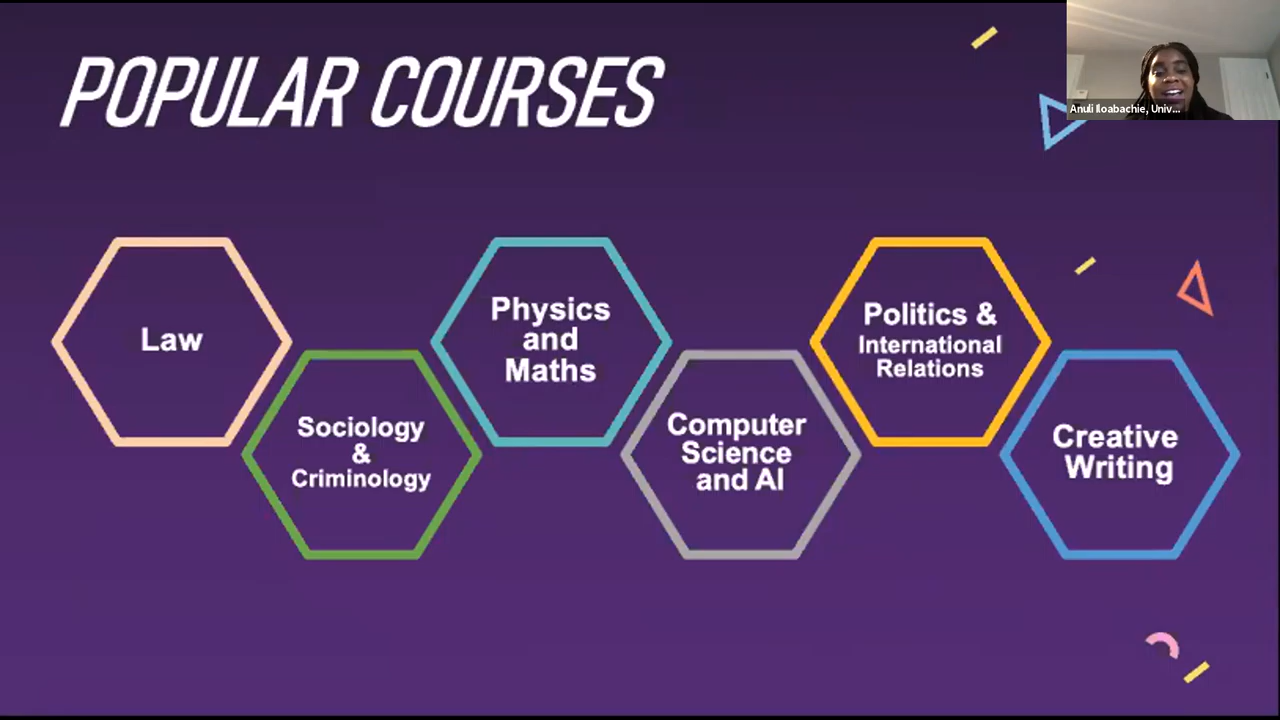 POPULAR COURSES
Anuli Iloabachie, Univ...
Law
Sociology
&
Criminology
Physics
and
Maths
Computer
Science
and AI
Politics &
International
Relations
Creative
Writing